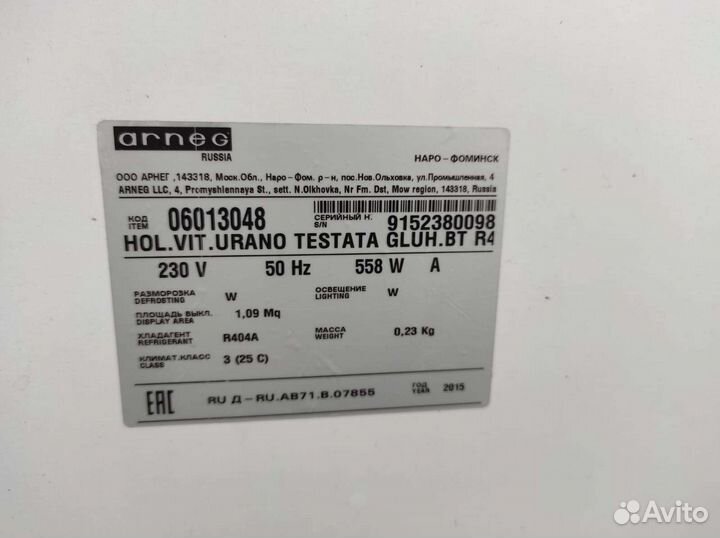 arneg
RUSSIA
НАРО-ФОМИНСК
ООО АРНЕГ ,143318, Моск.Обл., Наро-Фом. р-н, пос.Нов.Ольховка, ул.Промышленная, 4
ARNEG LLC, 4, Promyshlennaya St., sett. N.Olkhovka, Nr Fm. Dst, Mow region, 143318, Russia
КОД
ITEM 06013048 СЕРИЙНЫЙ Н. S/N 9152380098
HOL.VIT.URANO TESTATA GLUH.BT R4
230 V 50 Hz 558 W A
РАЗМОРОЗКА
DEFROSTING W ОСВЕЩЕНИЕ LIGHTING W
ПЛОЩАДЬ ВЫКЛ.
DISPLAY AREA 1,09 Mq
ХЛАДАГЕНТ
REFRIGERANT R404A МАССА WEIGHT 0,23 Kg
КЛИМАТ.КЛАСС
CLASS 3 (25 C)
EAC RU Д-RU.АВ71.В.07855 ГОД YEAR 2015
Avito